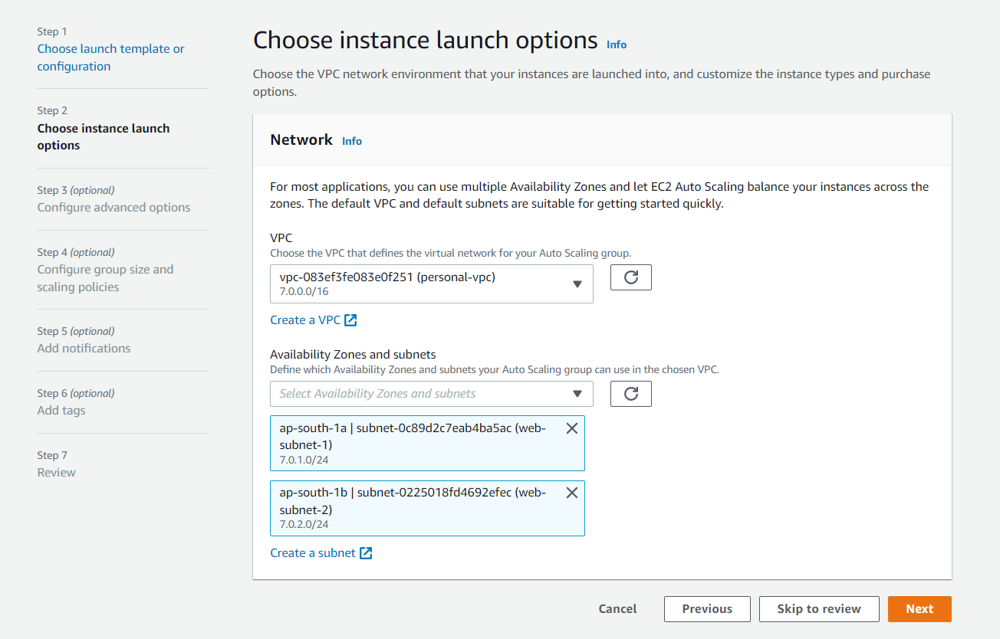 Step 1
Choose launch template or
configuration
Step 2
Choose instance launch
options
Step 3 (optional)
Configure advanced options
Step 4 (optional)
Configure group size and
scaling policies
Step 5 (optional)
Add notifications
Step 6 (optional)
Add tags
Step 7
Review
Choose instance launch options Info
Choose the VPC network environment that your instances are launched into, and customize the instance types and purchase
options.
Network Info
For most applications, you can use multiple Availability Zones and let EC2 Auto Scaling balance your instances across the
zones. The default VPC and default subnets are suitable for getting started quickly.
VPC
Choose the VPC that defines the virtual network for your Auto Scaling group.
vpc-083ef3fe083e0f251 (personal-vpc)
7.0.0.0/16
Create a VPC
Availability Zones and subnets
Define which Availability Zones and subnets your Auto Scaling group can use in the chosen VPC.
Select Availability Zones and subnets
ap-south-1a | subnet-0c89d2c7eab4ba5ac (web-
subnet-1)
7.0.1.0/24
ap-south-1b | subnet-0225018fd4692efec (web-
subnet-2)
7.0.2.0/24
Create a subnet
Cancel Previous Skip to review Next